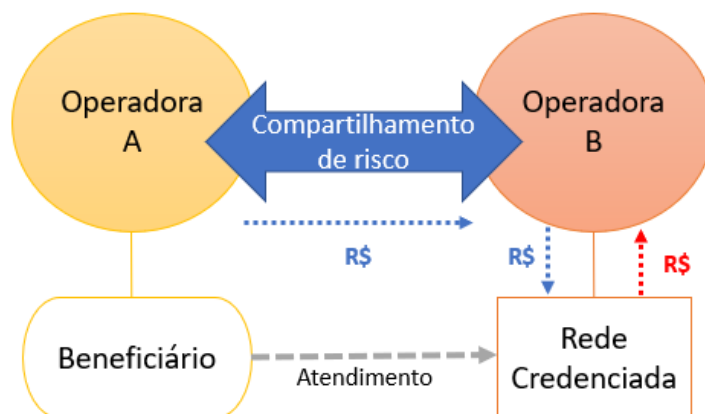 Operadora
A
Compartilhamento
de risco
Operadora
B
R$
R$
R$
Beneficiário
Atendimento
Rede
Credenciada